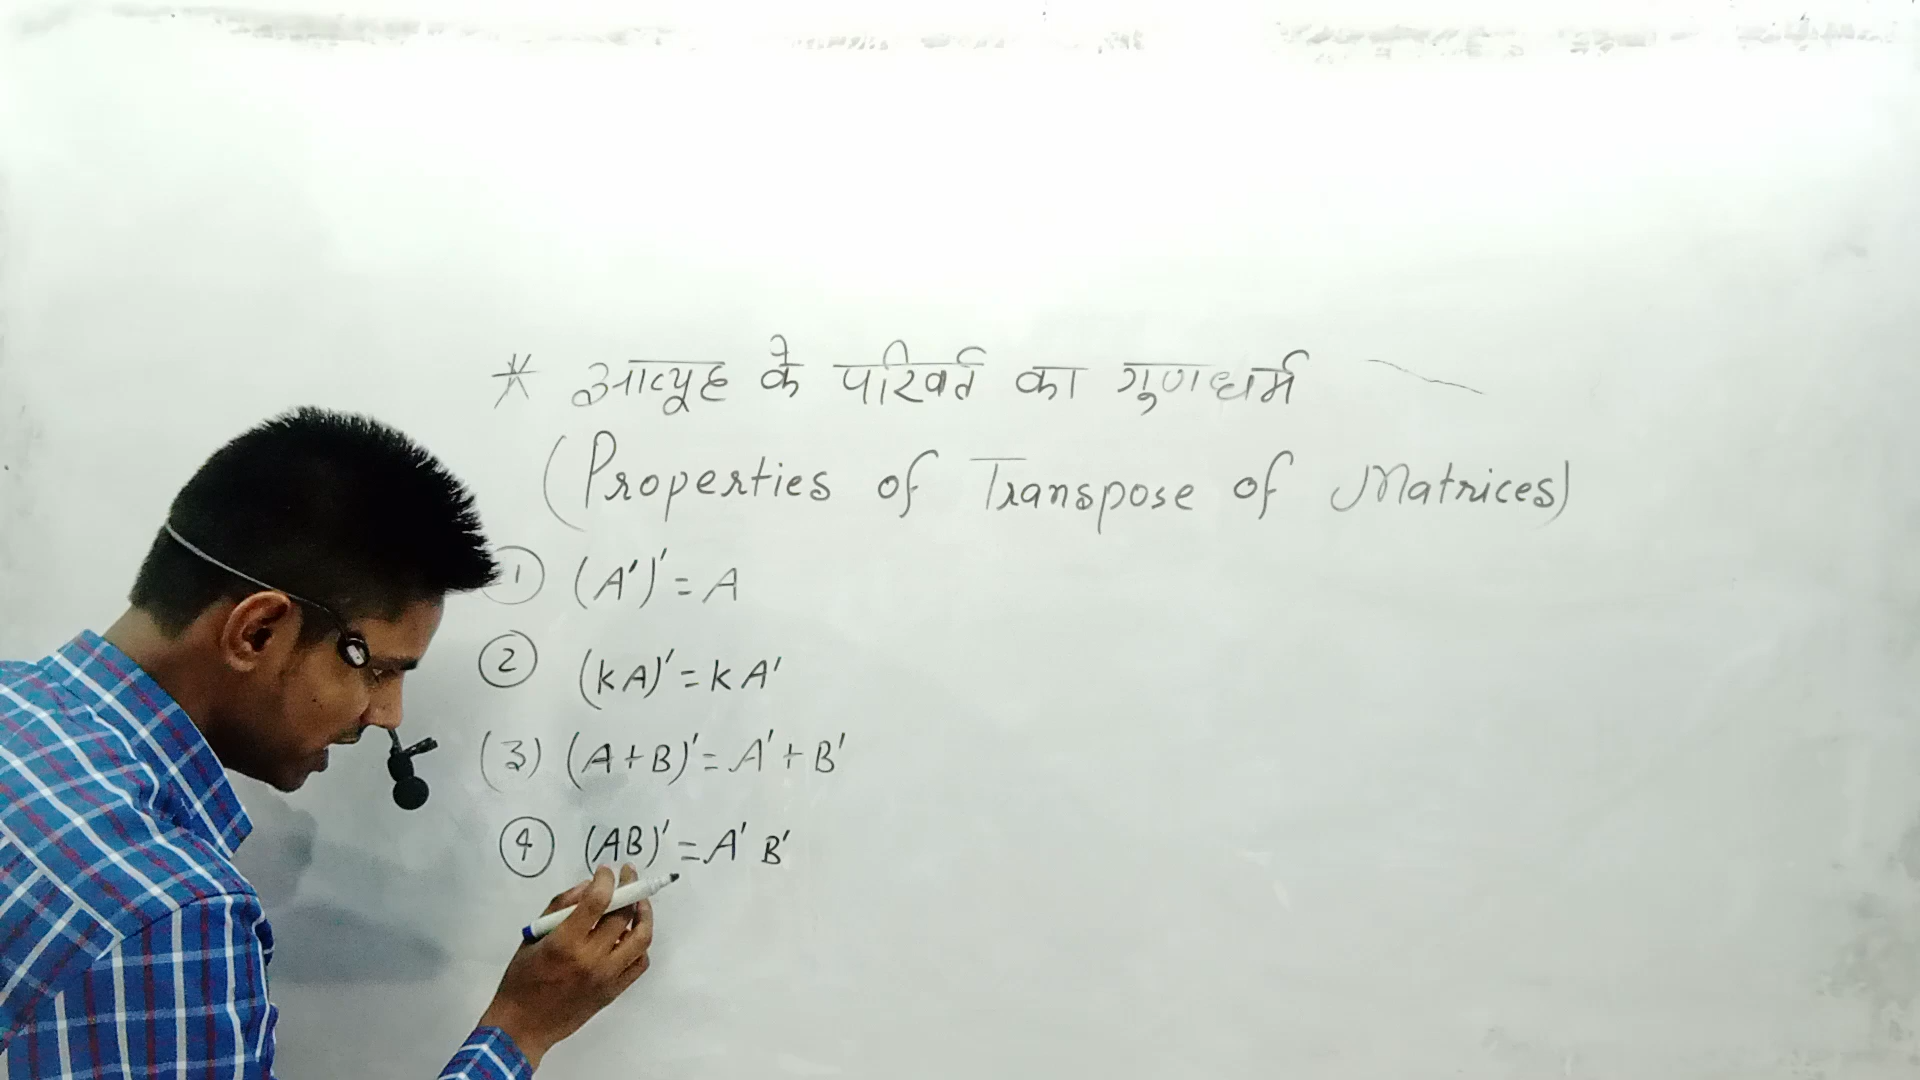 * आव्यूह के परिवर्त का गुणधर्म
(Properties of Transpose of Matrices)
① (A')' = A
② (kA)' = kA'
(3) (A+B)' = A' + B'
④ (AB)' = A' B'